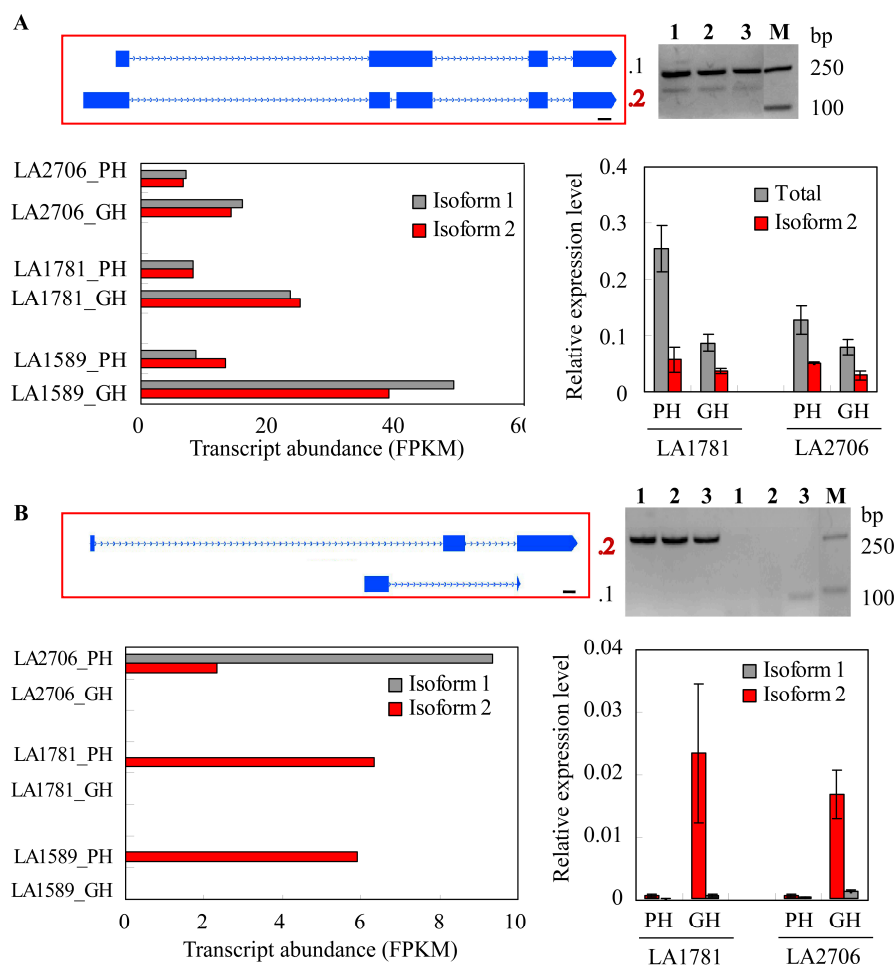 A
1 2 3 M bp
.1
.2
250
100
LA2706_PH
LA2706_GH
LA1781_PH
LA1781_GH
LA1589_PH
LA1589_GH
Isoform 1
Isoform 2
0 20 40 60
Transcript abundance (FPKM)
Relative expression level
0.4
0.3
0.2
0.1
0
Total
Isoform 2
PH GH PH GH
LA1781 LA2706
B
1 2 3 1 2 3 M
bp
.2
.1
250
100
LA2706_PH
LA2706_GH
LA1781_PH
LA1781_GH
LA1589_PH
LA1589_GH
Isoform 1
Isoform 2
0 2 4 6 8 10
Transcript abundance (FPKM)
Relative expression level
0.04
0.03
0.02
0.01
0
Isoform 1
Isoform 2
PH GH PH GH
LA1781 LA2706